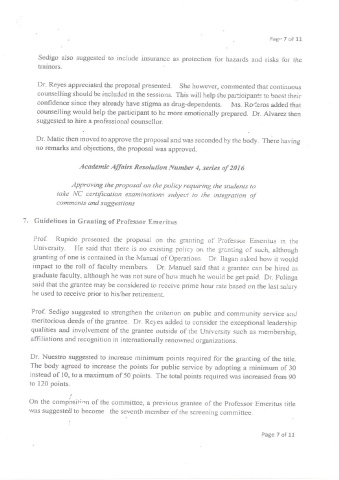 Page 7 of 11
Sedigo also suggested to include insurance as protection for hazards and risks for the
trainors.
Dr. Reyes appreciated the proposal presented. She however, commented that continuous
counselling should be included in the sessions. This will help the participants to boost their
confidence since they already have stigma as drug-dependents. Ms. Roferos added that
counseling would help the participant to be more emotionally prepared. Dr. Alvarez then
suggested to hire a professional counsellor.
Dr. Matic then moved to approve the proposal and was seconded by the body. There having
no remarks and objections, the proposal was approved.
Academic Affairs Resolution Number 4, series of 2016
Approving the proposal on the policy requiring the students to
take NC certification examinations subject to the integration of
comments and suggestions
7. Guidelines in Granting of Professor Emeritus
Prof. Rupido presented the proposal on the granting of Professor Emeritus in the
University. He said that there is no existing policy on the granting of such, although
granting of one is contained in the Manual of Operations. Dr. Ilagan asked how it would
impact to the roll of faculty members. Dr. Manuel said that a grantee can be hired as
graduate faculty, although he was not sure of how much he would be get paid. Dr. Pulinga
said that the grantee may be considered to receive prime hour rate based on the last salary
he used to receive prior to his/her retirement.
Prof. Sedigo suggested to strengthen the criterion on public and community service and
meritorious deeds of the grantee. Dr. Reyes added to consider the exceptional leadership
qualities and involvement of the grantee outside of the University such as membership,
affiliations and recognition in internationally renowned organizations.
Dr. Nuestro suggested to increase minimum points required for the granting of the title.
The body agreed to increase the points for public service by adopting a minimum of 30
instead of 10, to a maximum of 50 points. The total points required was increased from 90
to 120 points.
On the composition of the committee, a previous grantee of the Professor Emeritus title
was suggested to become the seventh member of the screening committee
Page 7 of 11